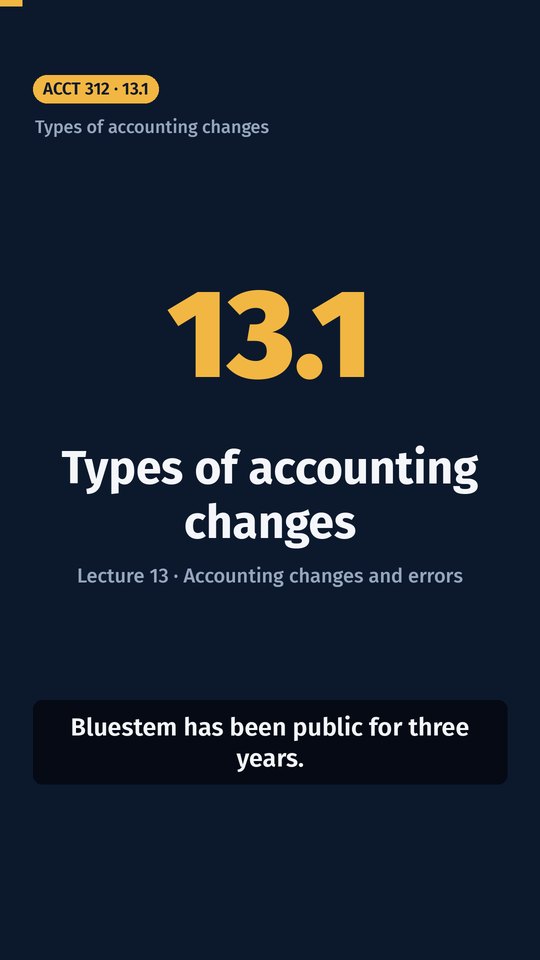 ACCT 312 · 13.1
Types of accounting changes
13.1
Types of accounting
changes
Lecture 13 · Accounting changes and errors
Bluestem has been public for three
years.